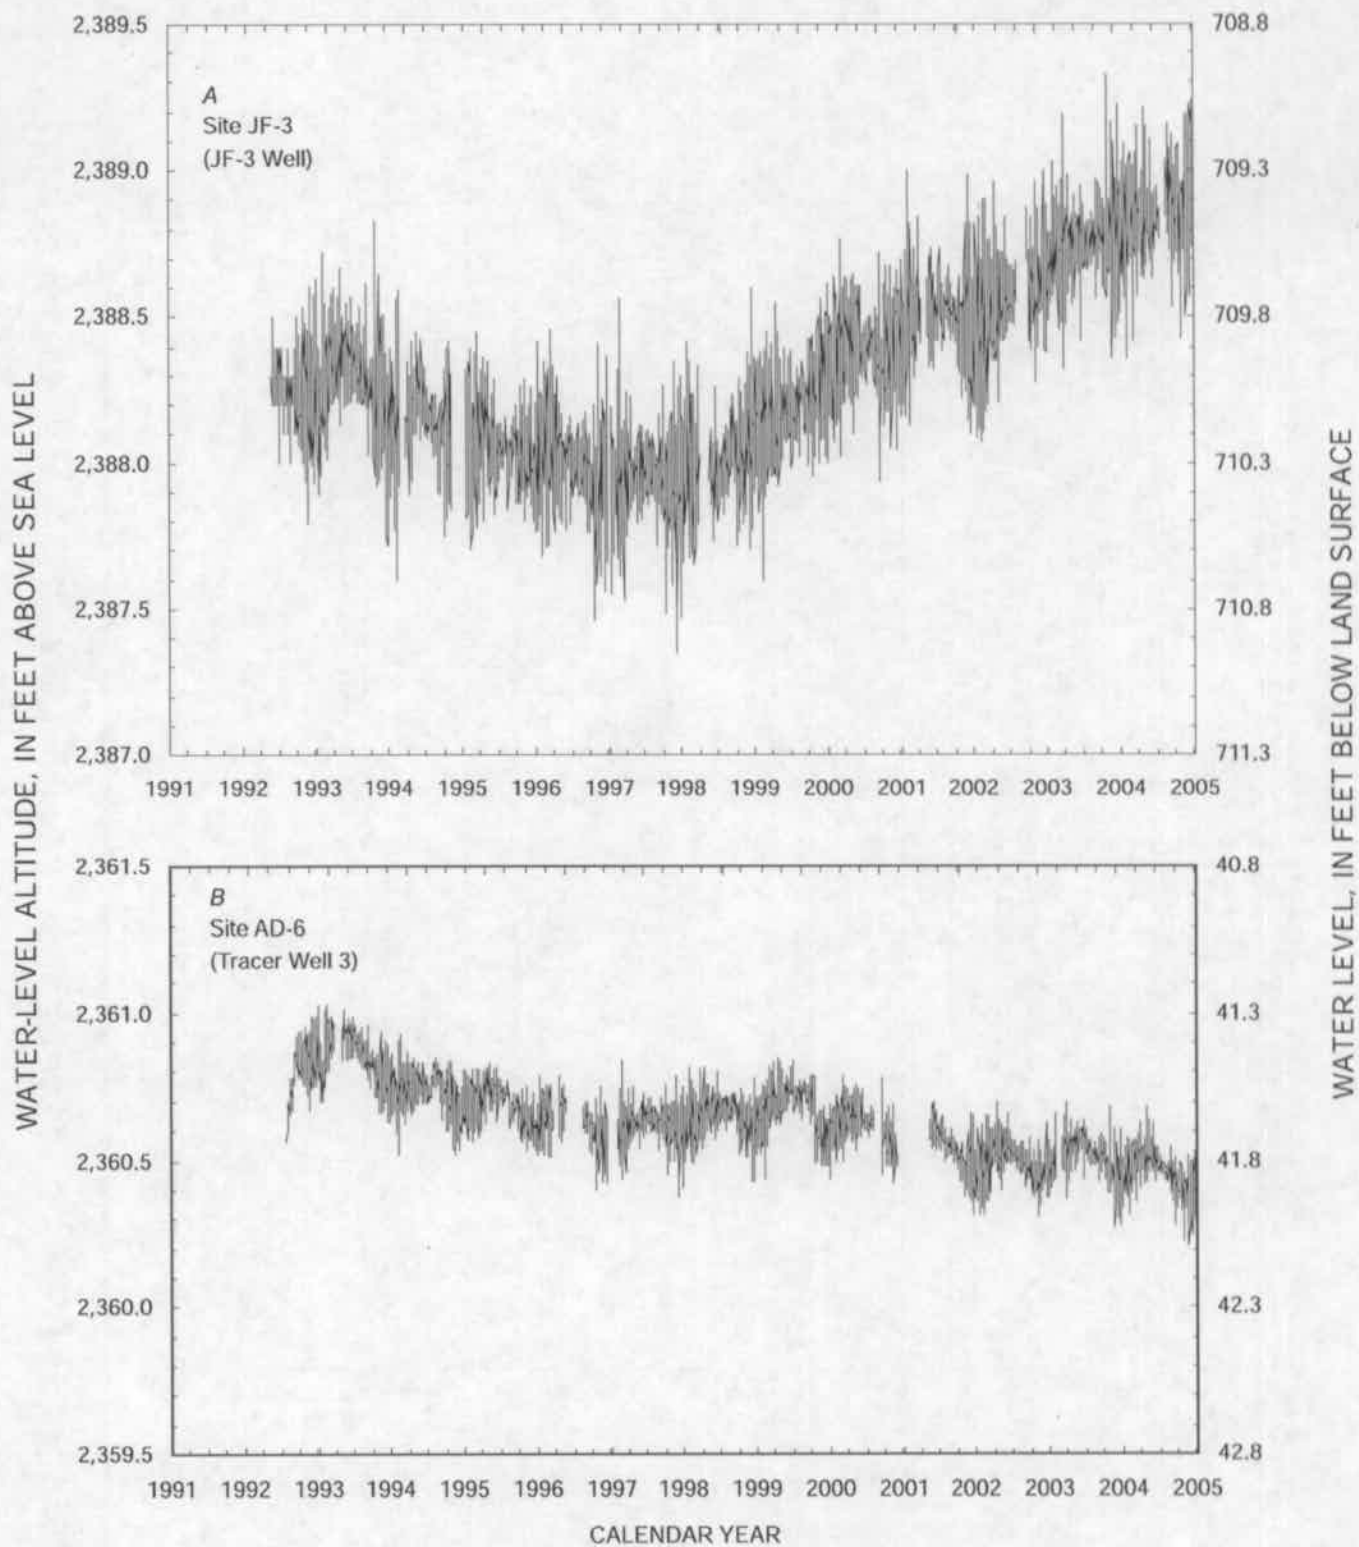 WATER-LEVEL ALTITUDE, IN FEET ABOVE SEA LEVEL
WATER LEVEL, IN FEET BELOW LAND SURFACE
2,389.5
2,389.0
2,388.5
2,388.0
2,387.5
2,387.0
A
Site JF-3
(JF-3 Well)
708.8
709.3
709.8
710.3
710.8
711.3
1991 1992 1993 1994 1995 1996 1997 1998 1999 2000 2001 2002 2003 2004 2005
2,361.5
2,361.0
2,360.5
2,360.0
2,359.5
B
Site AD-6
(Tracer Well 3)
40.8
41.3
41.8
42.3
42.8
1991 1992 1993 1994 1995 1996 1997 1998 1999 2000 2001 2002 2003 2004 2005
CALENDAR YEAR